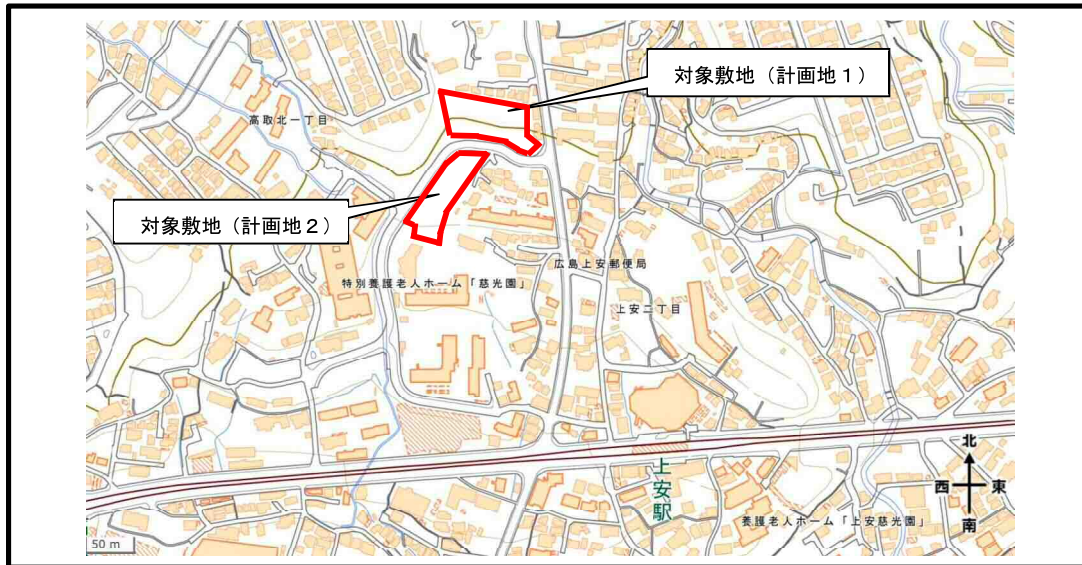 対象敷地（計画地１）
高取北一丁目
対象敷地（計画地２）
広島上安郵便局
特別養護老人ホーム「慈光園」
上安二丁目
上安駅
北
西 東
南
養護老人ホーム「上安慈光園」
50 m